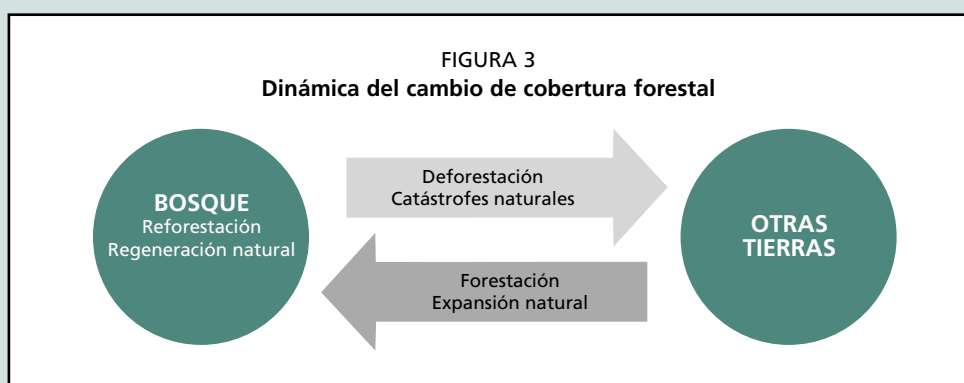 FIGURA 3
Dinámica del cambio de cobertura forestal
BOSQUE
Reforestación
Regeneración natural
Deforestación
Catástrofes naturales
Forestación
Expansión natural
OTRAS
TIERRAS